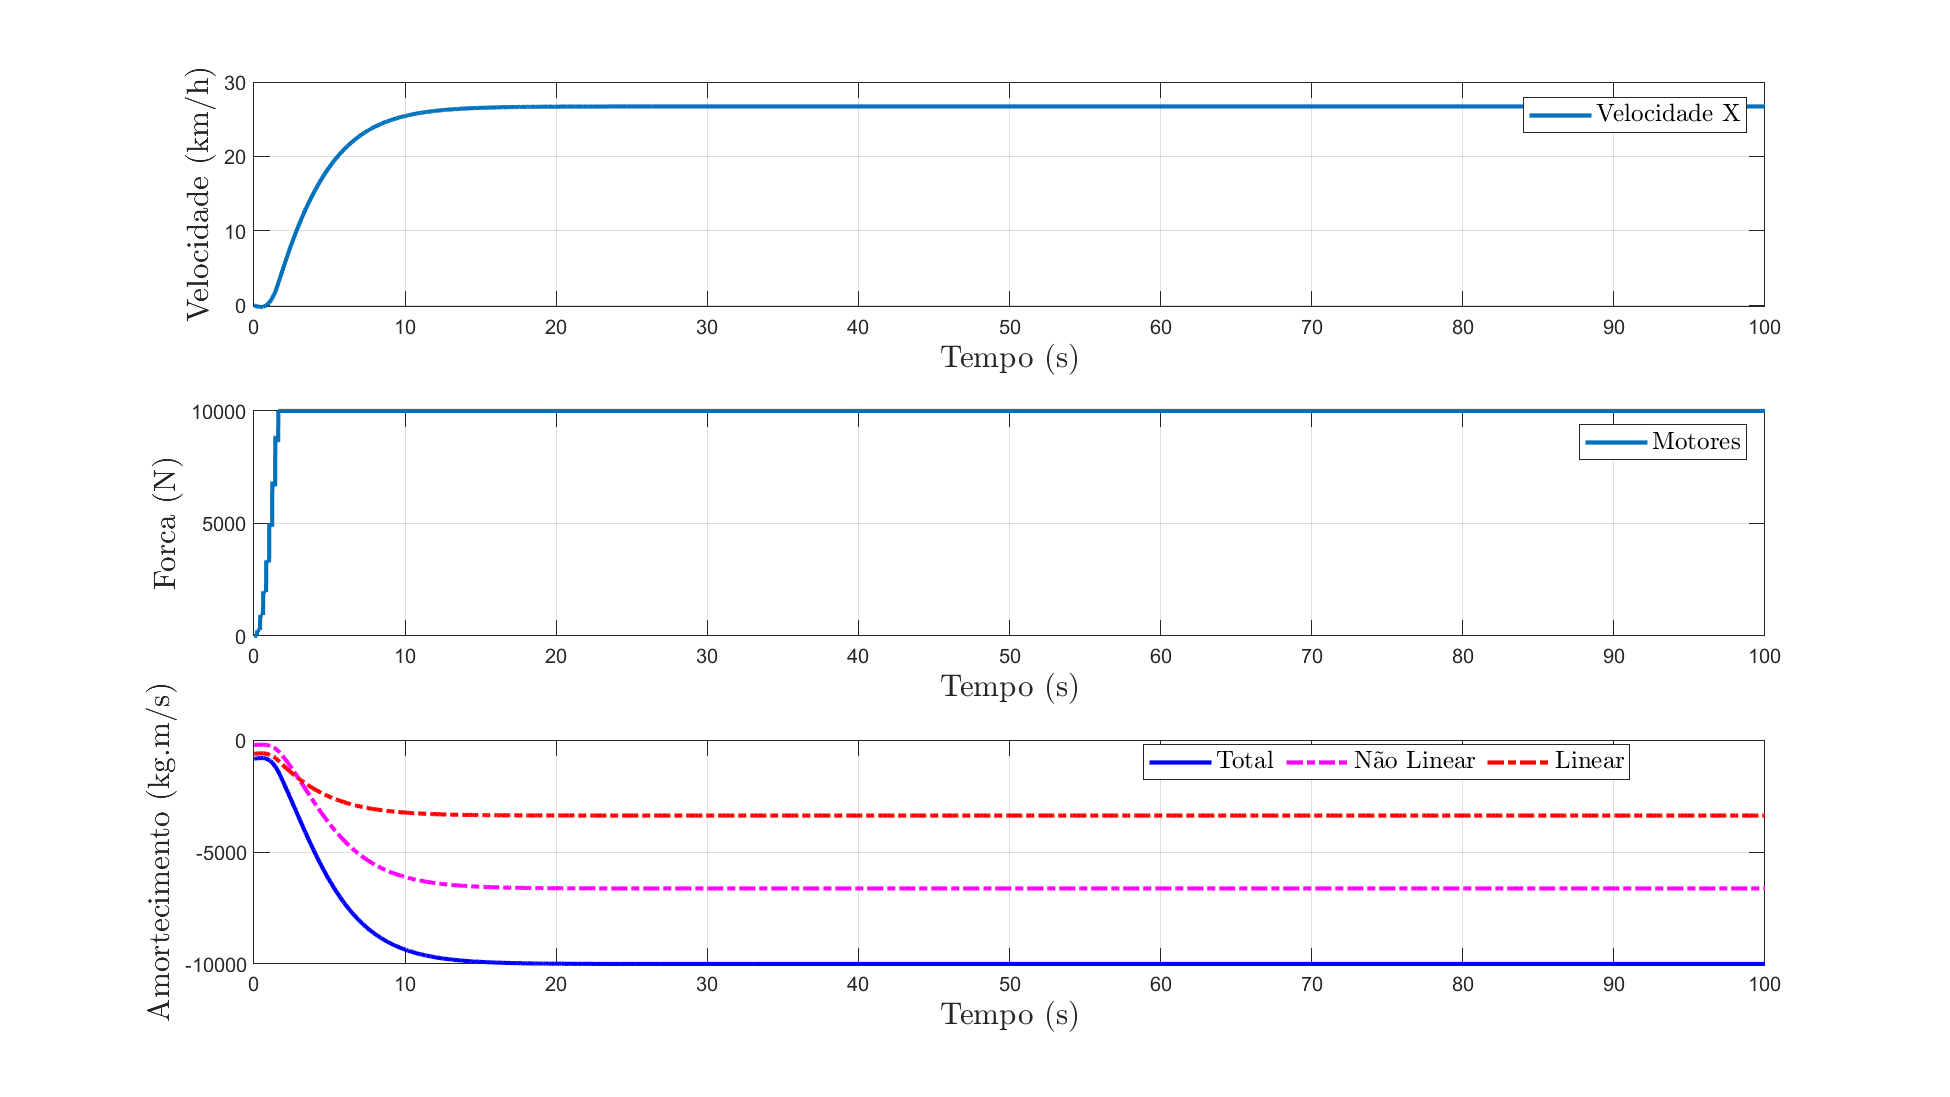 Velocidade (km/h)
30
20
10
0
Velocidade X
0 10 20 30 40 50 60 70 80 90 100
Tempo (s)
Forca (N)
10000
5000
0
Motores
0 10 20 30 40 50 60 70 80 90 100
Tempo (s)
Amortecimento (kg.m/s)
0
-5000
-10000
Total Não Linear Linear
0 10 20 30 40 50 60 70 80 90 100
Tempo (s)